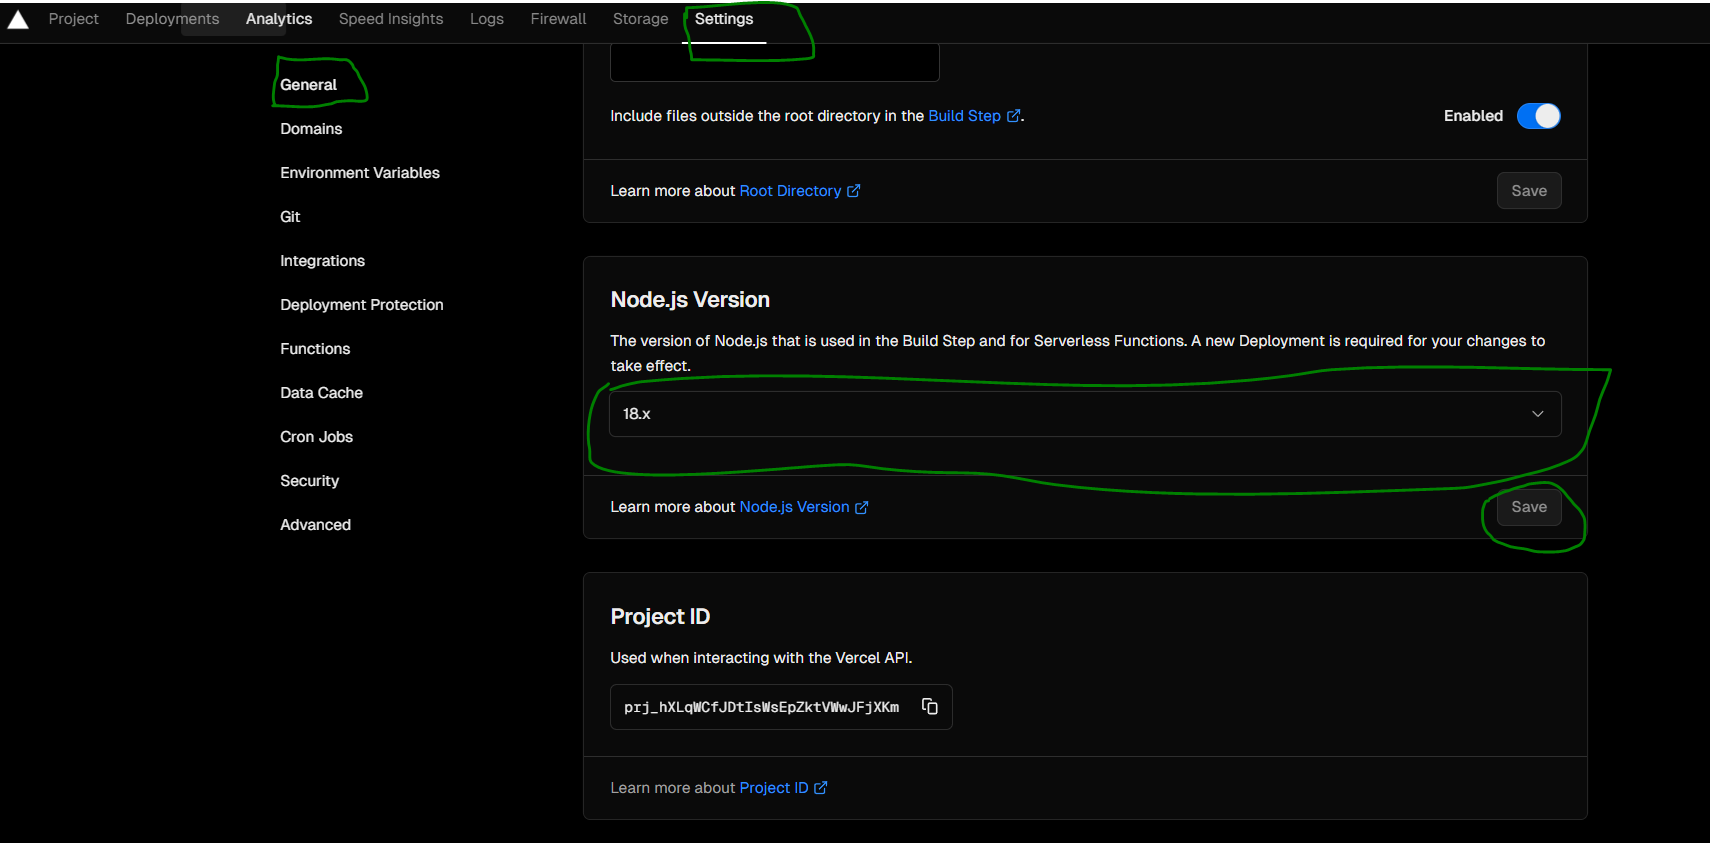 Project Deployments Analytics Speed Insights Logs Firewall Storage Settings
General
Domains
Environment Variables
Git
Integrations
Deployment Protection
Functions
Data Cache
Cron Jobs
Security
Advanced
Include files outside the root directory in the Build Step.
Enabled
Learn more about Root Directory
Save
Node.js Version
The version of Node.js that is used in the Build Step and for Serverless Functions. A new Deployment is required for your changes to
take effect.
18.x
Learn more about Node.js Version
Save
Project ID
Used when interacting with the Vercel API.
prj_hXLqWCfJDtIsWsEpZktVWwJFjXKm
Learn more about Project ID